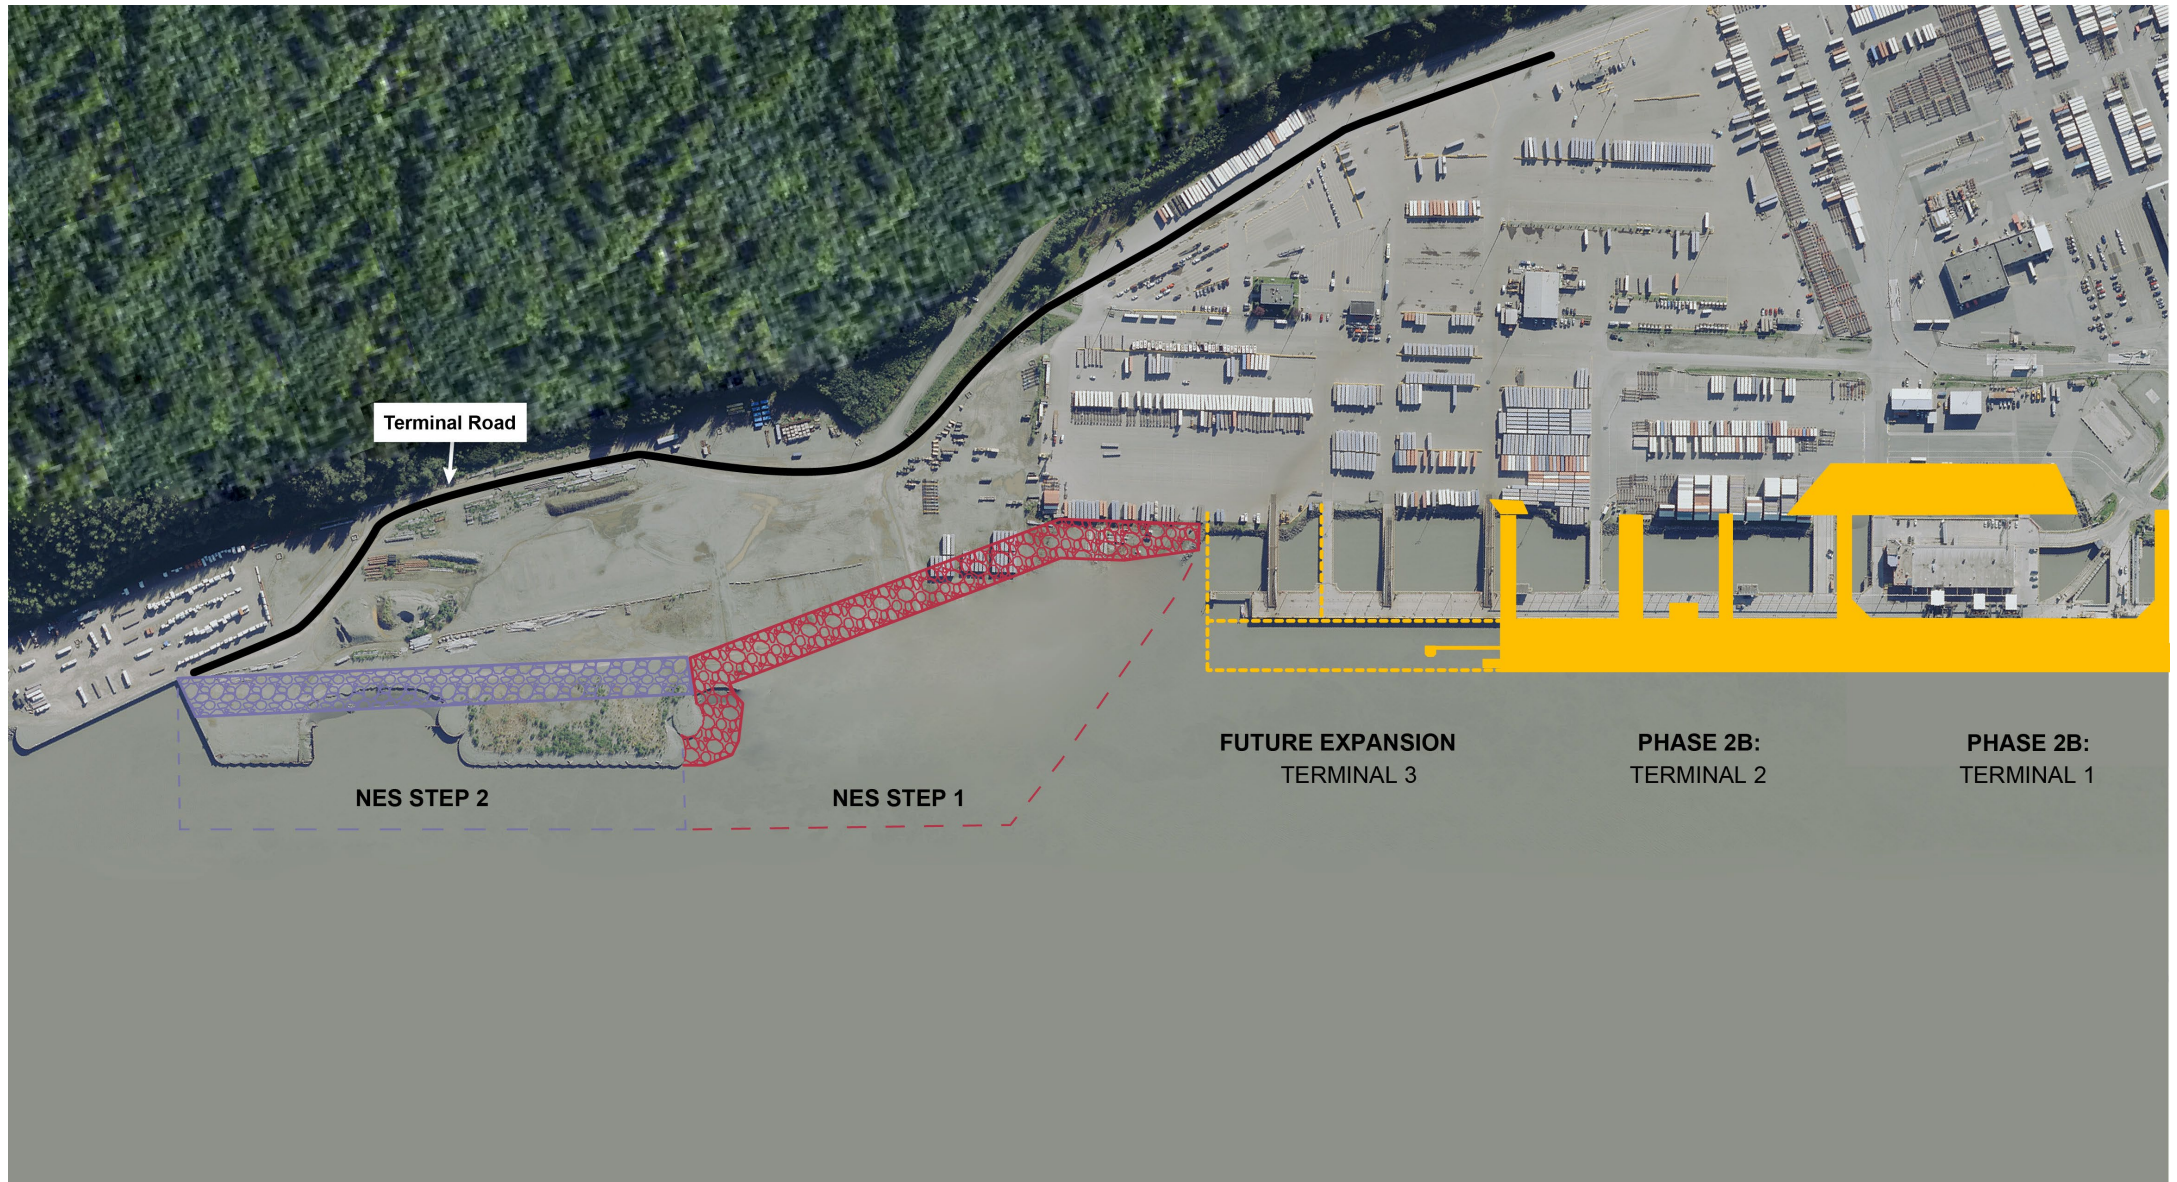 Terminal Road
FUTURE EXPANSION
TERMINAL 3
PHASE 2B:
TERMINAL 2
PHASE 2B:
TERMINAL 1
NES STEP 2
NES STEP 1